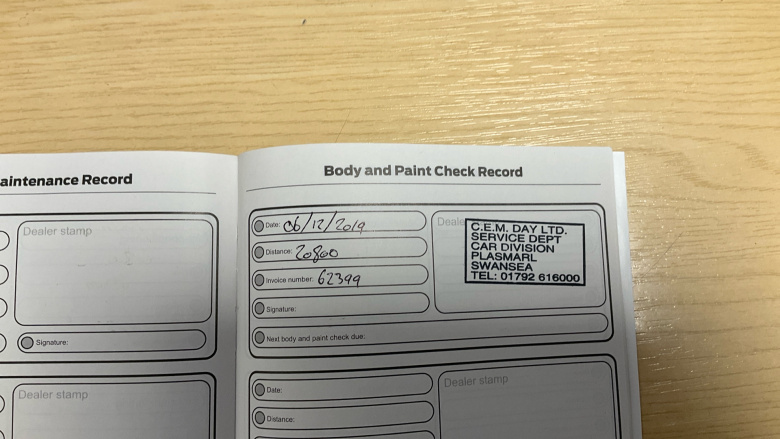 aintenance Record
Dealer stamp
Signature:
Dealer stamp
Body and Paint Check Record
Date: 06/12/2019
Distance: 20860
Invoice number: 62399
Signature:
Next body and paint check due:
Deale
C.E.M. DAY LTD.
SERVICE DEPT
CAR DIVISION
PLASMARL
SWANSEA
TEL: 01792 616000
Date:
Distance:
Dealer stamp